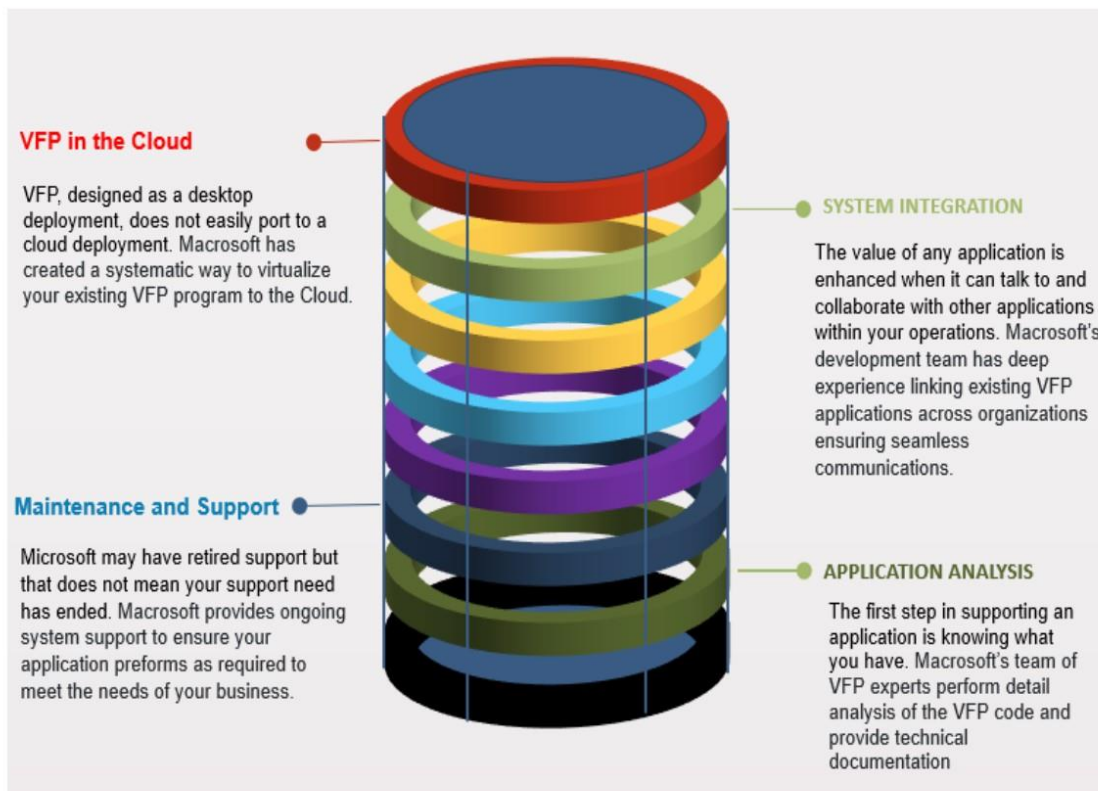 VFP in the Cloud
VFP, designed as a desktop
deployment, does not easily port to a
cloud deployment. Macrosoft has
created a systematic way to virtualize
your existing VFP program to the Cloud.
SYSTEM INTEGRATION
The value of any application is
enhanced when it can talk to and
collaborate with other applications
within your operations. Macrosoft's
development team has deep
experience linking existing VFP
applications across organizations
ensuring seamless
communications.
Maintenance and Support
Microsoft may have retired support but
that does not mean your support need
has ended. Macrosoft provides ongoing
system support to ensure your
application preforms as required to
meet the needs of your business.
APPLICATION ANALYSIS
The first step in supporting an
application is knowing what
you have. Macrosoft's team of
VFP experts perform detail
analysis of the VFP code and
provide technical
documentation